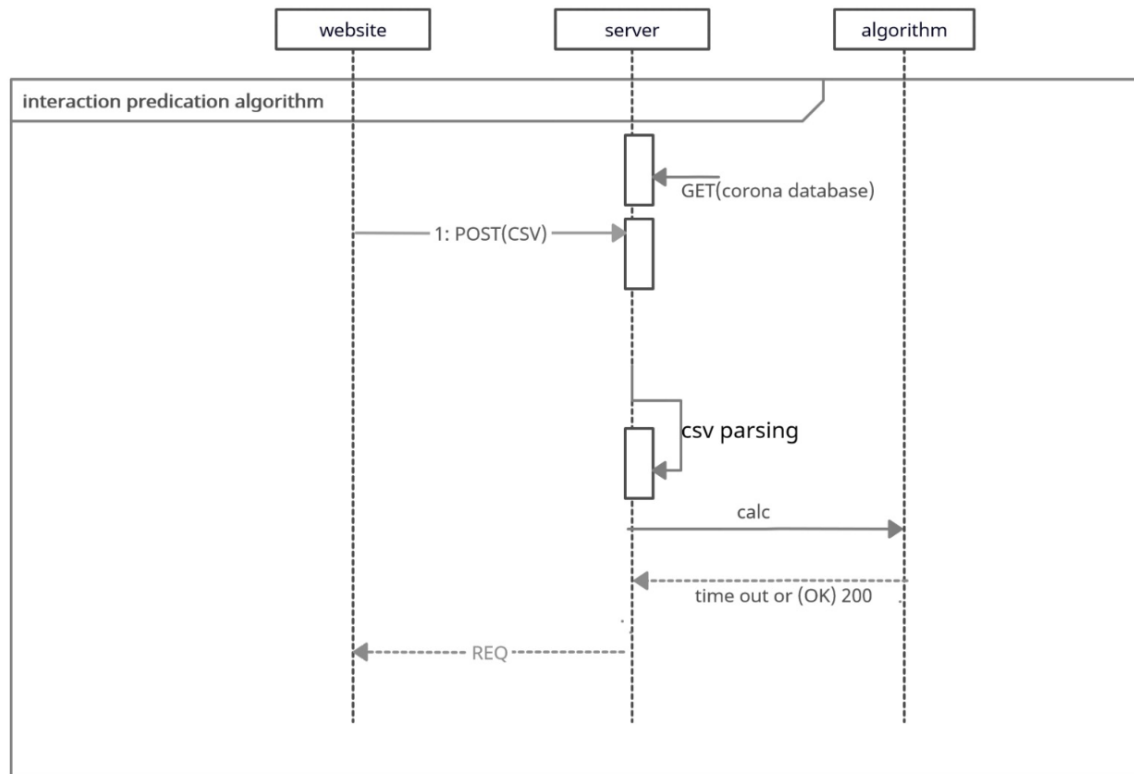 website
server
algorithm
interaction predication algorithm
GET(corona database)
1: POST(CSV)
csv parsing
calc
time out or (OK) 200
REQ